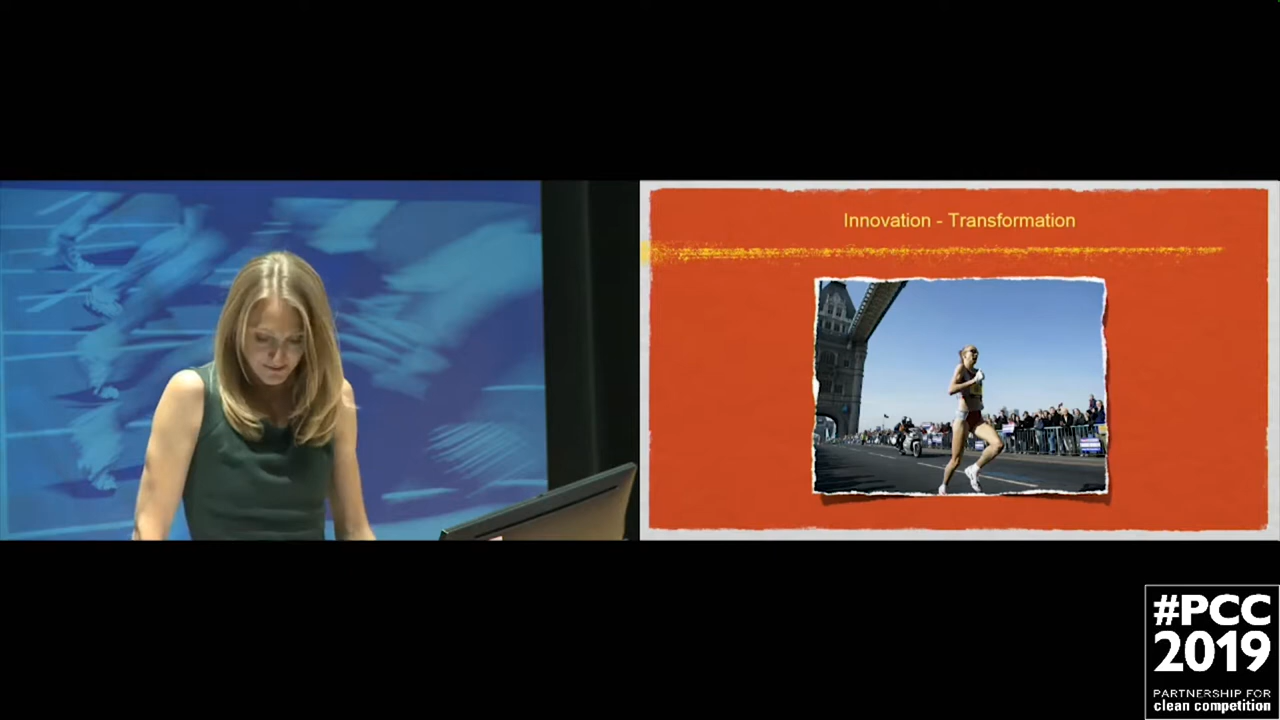 Innovation - Transformation
#PCC
2019
PARTNERSHIP FOR
clean competition